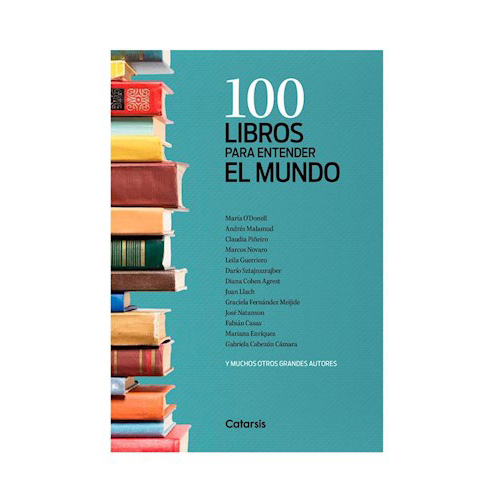 100
LIBROS
PARA ENTENDER
EL MUNDO
María O'Donell
Andrés Malamud
Claudia Piñeiro
Marcos Novaro
Leila Guerriero
Darío Sztajnszrajber
Diana Cohen Agrest
Juan Llach
Graciela Fernández Meijide
José Natanson
Fabián Casas
Mariana Enriquez
Gabriela Cabezón Cámara
Y MUCHOS OTROS GRANDES AUTORES
Catarsis